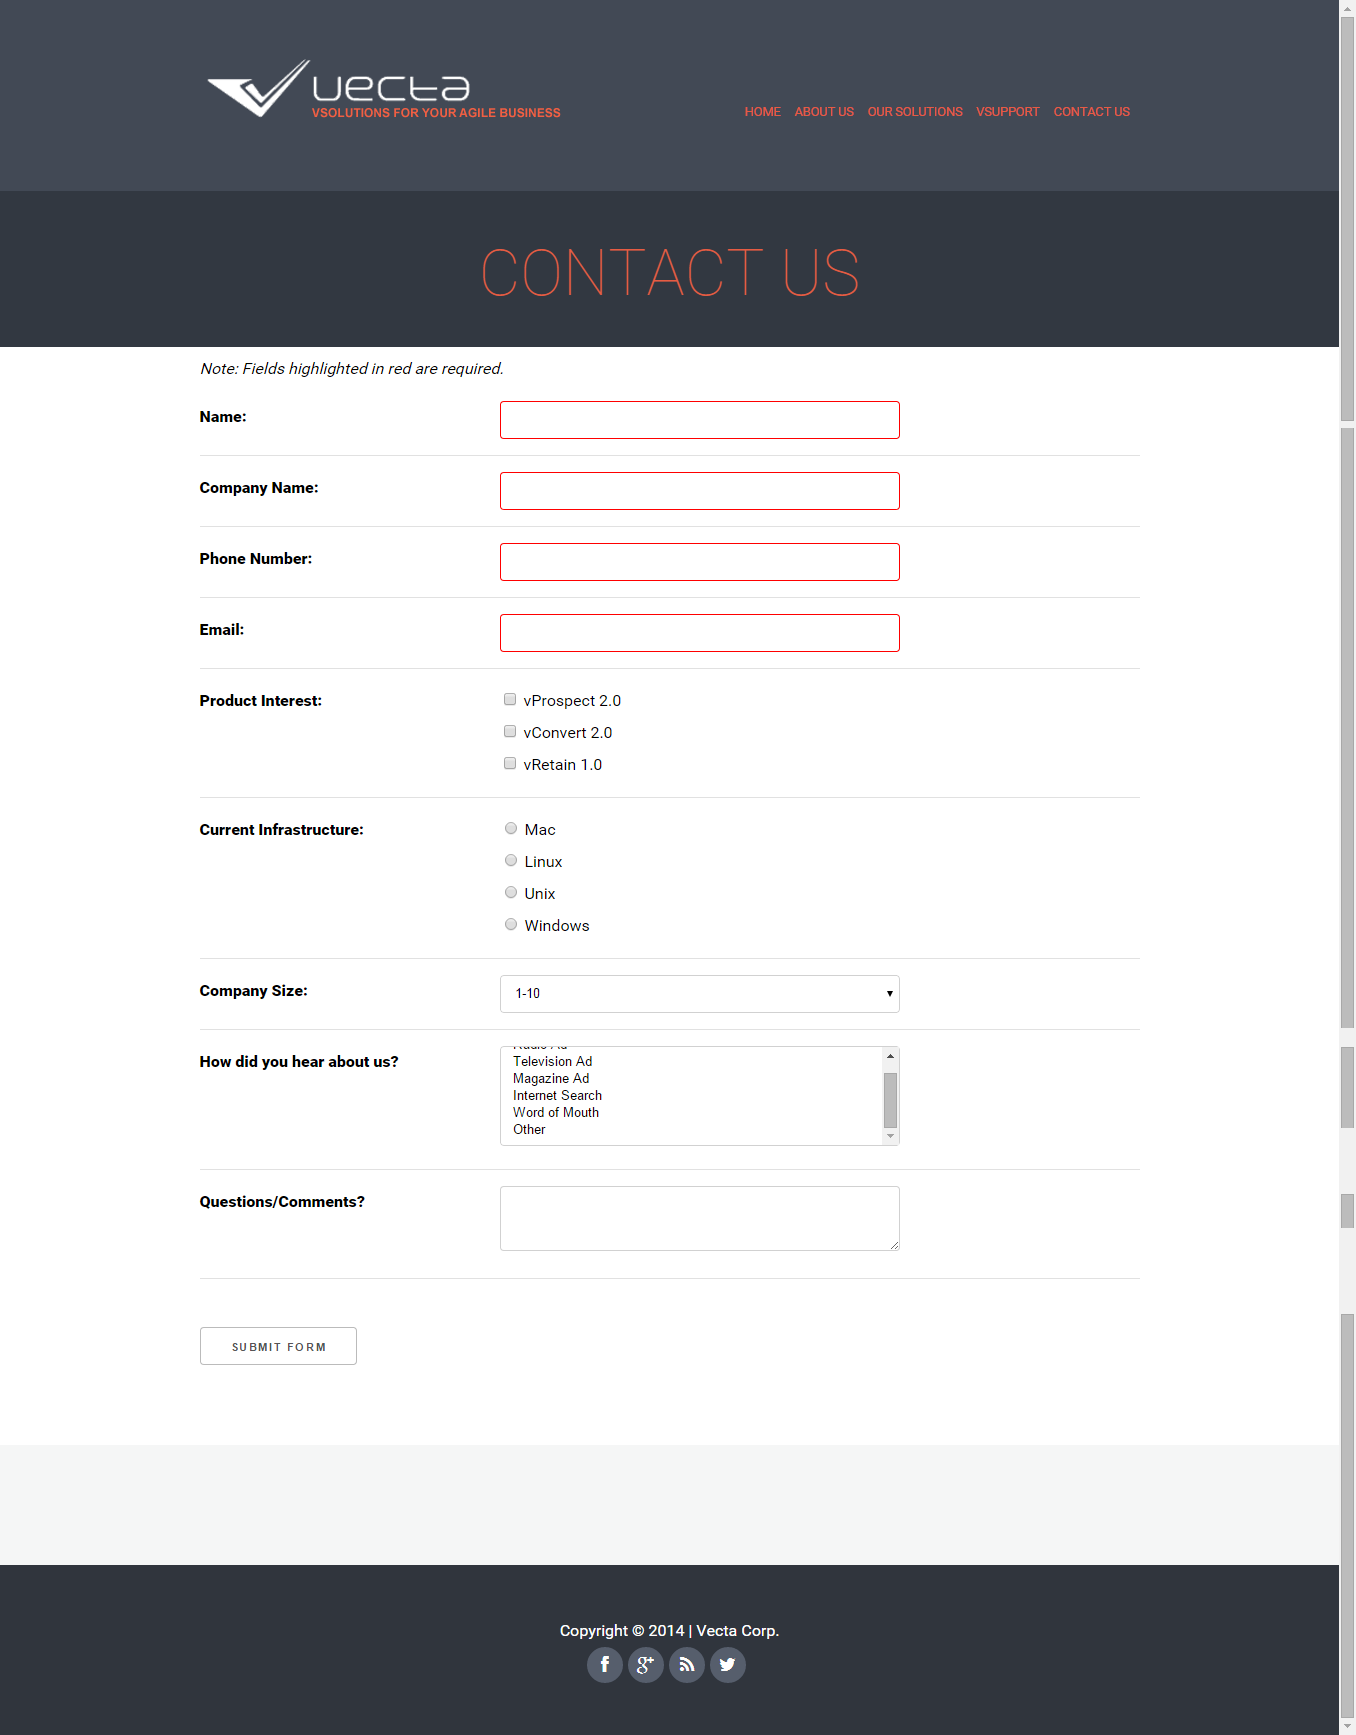 vecta
VSOLUTIONS FOR YOUR AGILE BUSINESS
HOME ABOUT US OUR SOLUTIONS VSUPPORT CONTACT US
CONTACT US
Note: Fields highlighted in red are required.
Name:
Company Name:
Phone Number:
Email:
Product Interest:
vProspect 2.0
vConvert 2.0
vRetain 1.0
Current Infrastructure:
Mac
Linux
Unix
Windows
Company Size:
1-10
How did you hear about us?
Radio Ad
Television Ad
Magazine Ad
Internet Search
Word of Mouth
Other
Questions/Comments?
SUBMIT FORM
Copyright © 2014 | Vecta Corp.